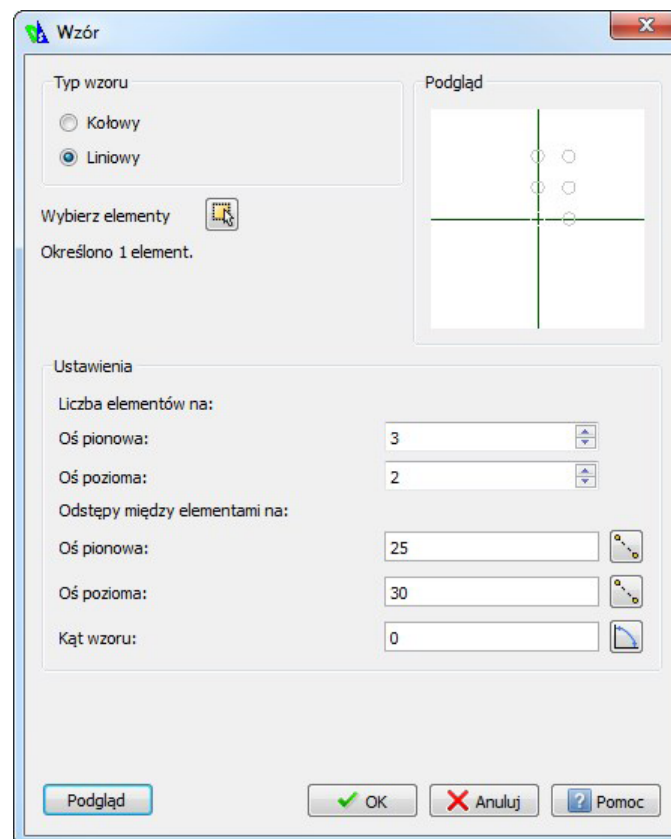 Wzór
Typ wzoru
Kołowy
Liniowy
Wybierz elementy
Określono 1 element.
Podgląd
Ustawienia
Liczba elementów na:
Oś pionowa: 3
Oś pozioma: 2
Odstępy między elementami na:
Oś pionowa: 25
Oś pozioma: 30
Kąt wzoru: 0
Podgląd OK Anuluj Pomoc